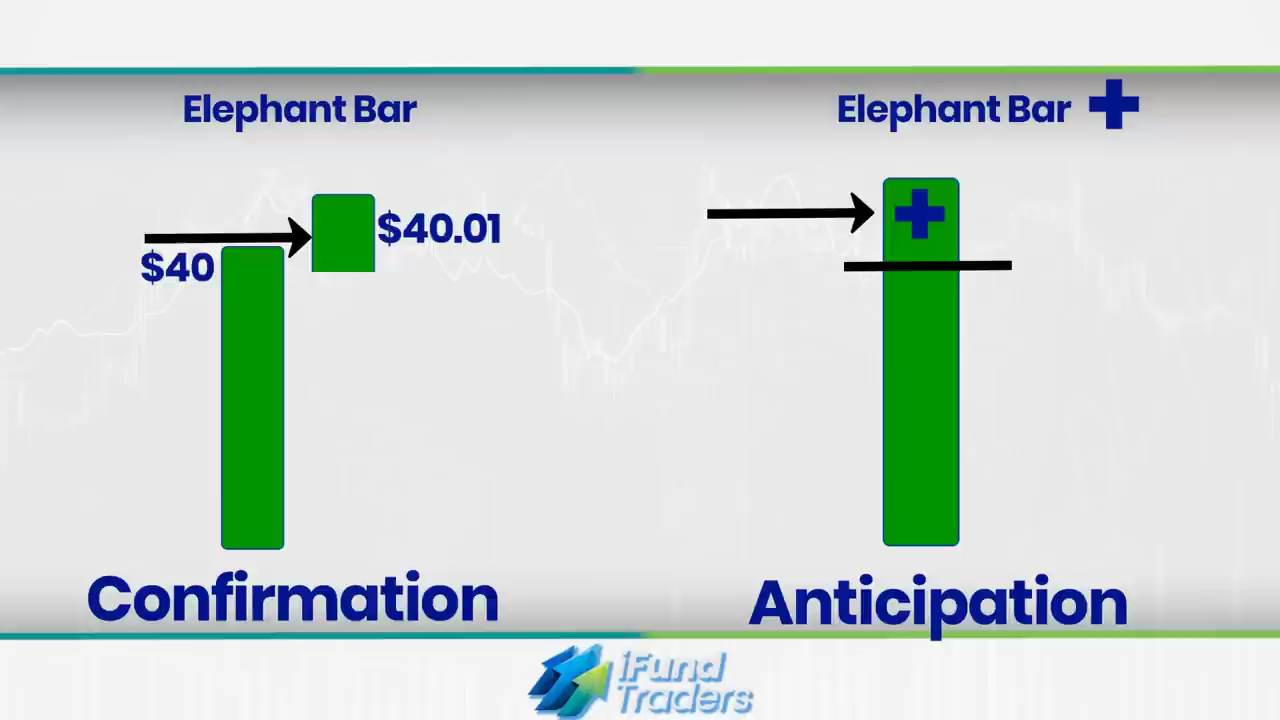 Elephant Bar
$40
$40.01
Confirmation
Elephant Bar +
+
Anticipation
iFund
Traders